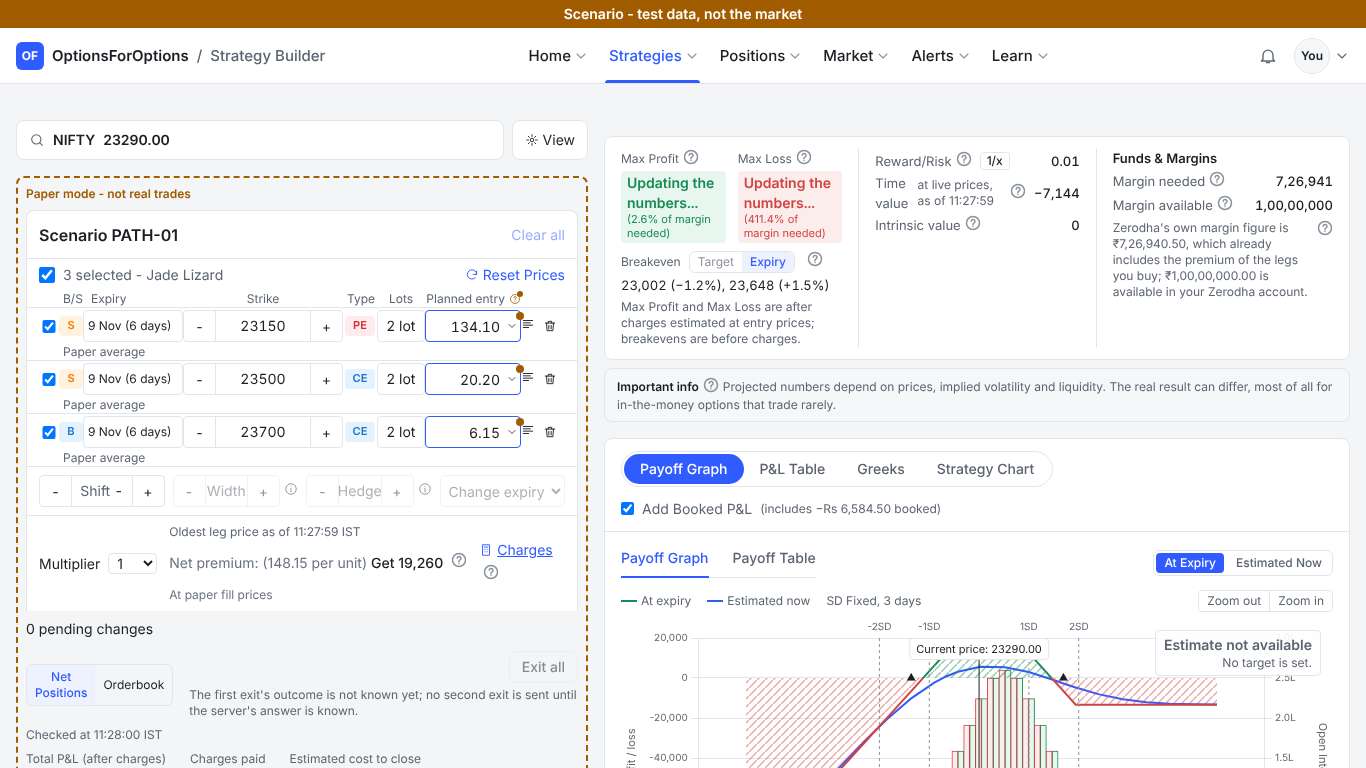 Scenario - test data, not the market
OF OptionsForOptions / Strategy Builder Home Strategies Positions Market Alerts Learn You
NIFTY 23290.00 View
Paper mode - not real trades
Scenario PATH-01 Clear all
3 selected - Jade Lizard Reset Prices
B/S Expiry Strike Type Lots Planned entry
S 9 Nov (6 days) - 23150 + PE 2 lot 134.10
Paper average
S 9 Nov (6 days) - 23500 + CE 2 lot 20.20
Paper average
B 9 Nov (6 days) - 23700 + CE 2 lot 6.15
Paper average
- Shift - + - Width + - Hedge + Change expiry
Oldest leg price as of 11:27:59 IST
Multiplier 1 Net premium: (148.15 per unit) Get 19,260 Charges
At paper fill prices
0 pending changes
Exit all
Net Positions Orderbook
The first exit's outcome is not known yet; no second exit is sent until
the server's answer is known.
Checked at 11:28:00 IST
Total P&L (after charges) Charges paid Estimated cost to close
Max Profit Max Loss
Updating the numbers... Updating the numbers...
(2.6% of margin needed) (411.4% of margin needed)
Breakeven Target Expiry
23,002 (−1.2%), 23,648 (+1.5%)
Max Profit and Max Loss are after
charges estimated at entry prices;
breakevens are before charges.
Reward/Risk 1/x 0.01
Time value at live prices, as of 11:27:59 −7,144
Intrinsic value 0
Funds & Margins
Margin needed 7,26,941
Margin available 1,00,00,000
Zerodha's own margin figure is
₹7,26,940.50, which already
includes the premium of the legs
you buy; ₹1,00,00,000.00 is
available in your Zerodha account.
Important info Projected numbers depend on prices, implied volatility and liquidity. The real result can differ, most of all for
in-the-money options that trade rarely.
Payoff Graph P&L Table Greeks Strategy Chart
Add Booked P&L (includes −Rs 6,584.50 booked)
Payoff Graph Payoff Table At Expiry Estimated Now
At expiry Estimated now SD Fixed, 3 days Zoom out Zoom in
-2SD -1SD 1SD 2SD
20,000
Current price: 23290.00
Estimate not available
No target is set.
0 2.5L
−20,000 2.0L
−40,000 1.5L